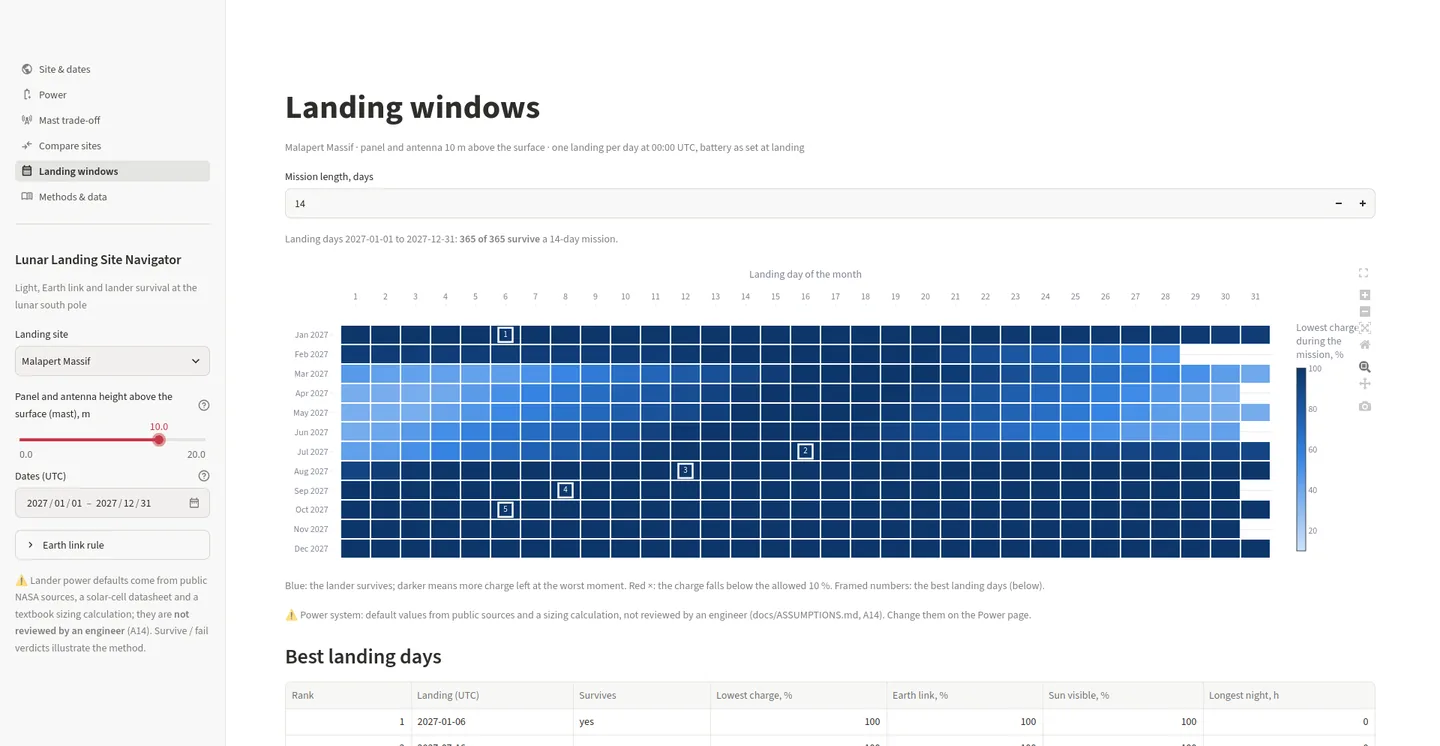 Site & dates
Power
Mast trade-off
Compare sites
Landing windows
Methods & data
Lunar Landing Site Navigator
Light, Earth link and lander survival at the
lunar south pole
Landing site
Malapert Massif
Panel and antenna height above the
surface (mast), m
10.0
0.0 20.0
Dates (UTC)
2027/01/01 – 2027/12/31
Earth link rule
⚠️ Lander power defaults come from public
NASA sources, a solar-cell datasheet and a
textbook sizing calculation; they are not
reviewed by an engineer (A14). Survive / fail
verdicts illustrate the method.
Landing windows
Malapert Massif · panel and antenna 10 m above the surface · one landing per day at 00:00 UTC, battery as set at landing
Mission length, days
14 − +
Landing days 2027-01-01 to 2027-12-31: 365 of 365 survive a 14-day mission.
Landing day of the month
1 2 3 4 5 6 7 8 9 10 11 12 13 14 15 16 17 18 19 20 21 22 23 24 25 26 27 28 29 30 31
Jan 2027 1
Feb 2027
Mar 2027
Apr 2027
May 2027
Jun 2027
Jul 2027 2
Aug 2027 3
Sep 2027 4
Oct 2027 5
Nov 2027
Dec 2027
Lowest charge
during the
mission, %
100
80
60
40
20
Blue: the lander survives; darker means more charge left at the worst moment. Red ×: the charge falls below the allowed 10 %. Framed numbers: the best landing days (below).
⚠️ Power system: default values from public sources and a sizing calculation, not reviewed by an engineer (docs/ASSUMPTIONS.md, A14). Change them on the Power page.
Best landing days
Rank Landing (UTC) Survives Lowest charge, % Earth link, % Sun visible, % Longest night, h
1 2027-01-06 yes 100 100 100 0